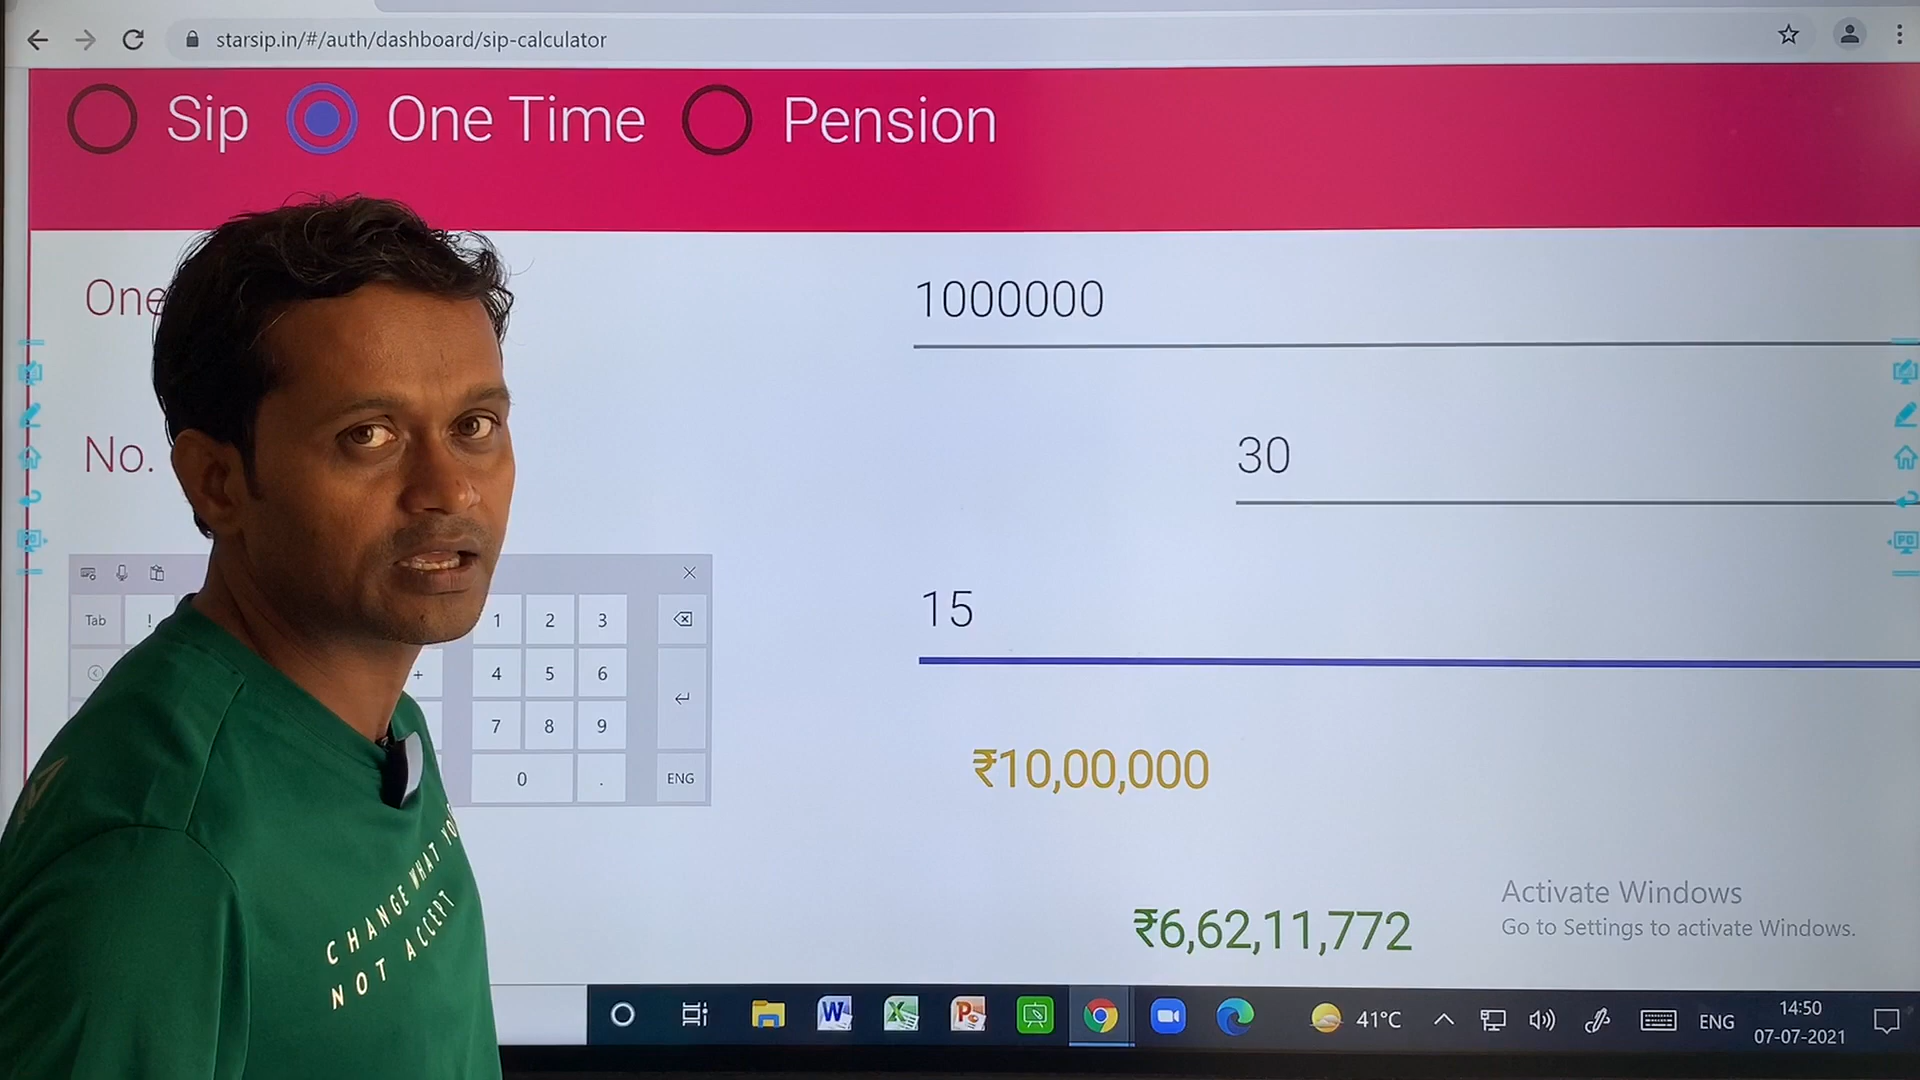 starsip.in/#/auth/dashboard/sip-calculator
Sip One Time Pension
One 1000000
No. 30
15
₹10,00,000
₹6,62,11,772
Tab ! 1 2 3
+ 4 5 6
7 8 9
0 . ENG
CHANGE WHAT YO
NOT ACCEPT
Activate Windows
Go to Settings to activate Windows.
41°C ENG 14:50
07-07-2021